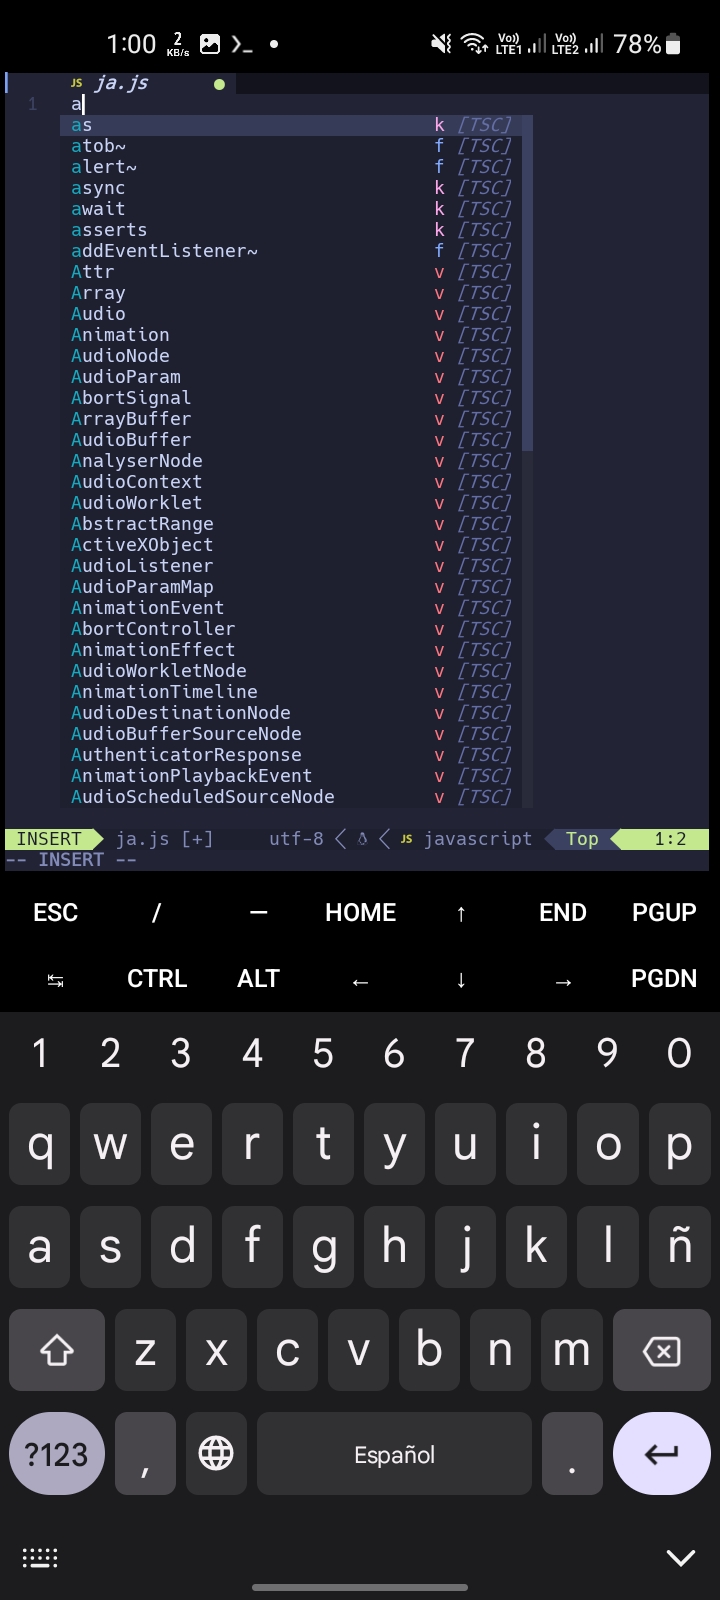 1:00 2 KB/s Vo)) LTE1 Vo)) LTE2 78%
JS ja.js
1 a
as k [TSC]
atob~ f [TSC]
alert~ f [TSC]
async k [TSC]
await k [TSC]
asserts k [TSC]
addEventListener~ f [TSC]
Attr v [TSC]
Array v [TSC]
Audio v [TSC]
Animation v [TSC]
AudioNode v [TSC]
AudioParam v [TSC]
AbortSignal v [TSC]
ArrayBuffer v [TSC]
AudioBuffer v [TSC]
AnalyserNode v [TSC]
AudioContext v [TSC]
AudioWorklet v [TSC]
AbstractRange v [TSC]
ActiveXObject v [TSC]
AudioListener v [TSC]
AudioParamMap v [TSC]
AnimationEvent v [TSC]
AbortController v [TSC]
AnimationEffect v [TSC]
AudioWorkletNode v [TSC]
AnimationTimeline v [TSC]
AudioDestinationNode v [TSC]
AudioBufferSourceNode v [TSC]
AuthenticatorResponse v [TSC]
AnimationPlaybackEvent v [TSC]
AudioScheduledSourceNode v [TSC]
INSERT ja.js [+] utf-8 JS javascript Top 1:2
-- INSERT --
ESC / — HOME ↑ END PGUP
↹ CTRL ALT ← ↓ → PGDN
1 2 3 4 5 6 7 8 9 0
q w e r t y u i o p
a s d f g h j k l ñ
z x c v b n m
?123 , Español .